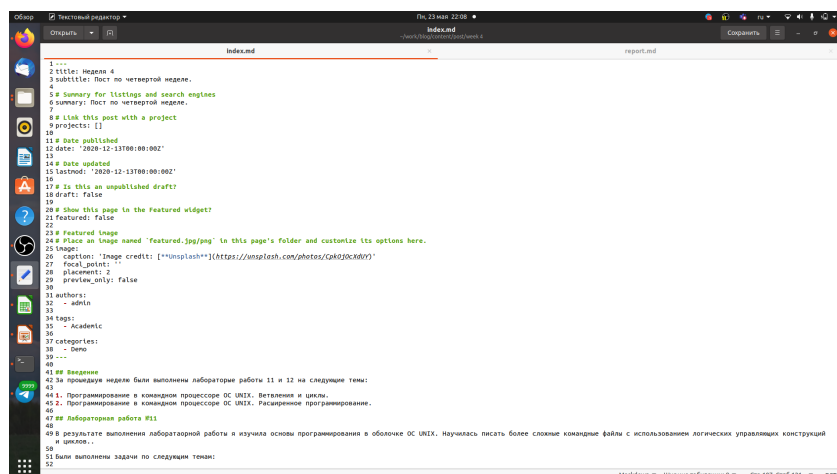 Обзор Текстовый редактор Пн, 23 мая 22:08 ru
Открыть index.md Сохранить
~/work/blog/content/post/week 4
index.md report.md
1 ---
2 title: Неделя 4
3 subtitle: Пост по четвертой неделе.
4
5 # Summary for listings and search engines
6 summary: Пост по четвертой неделе.
7
8 # Link this post with a project
9 projects: []
10
11 # Date published
12 date: '2020-12-13T00:00:00Z'
13
14 # Date updated
15 lastmod: '2020-12-13T00:00:00Z'
16
17 # Is this an unpublished draft?
18 draft: false
19
20 # Show this page in the Featured widget?
21 featured: false
22
23 # Featured image
24 # Place an image named `featured.jpg/png` in this page's folder and customize its options here.
25 image:
26 caption: 'Image credit: [**Unsplash**](https://unsplash.com/photos/CpkOjOcXdUY)'
27 focal_point: ''
28 placement: 2
29 preview_only: false
30
31 authors:
32 - admin
33
34 tags:
35 - Academic
36
37 categories:
38 - Demo
39 ---
40
41 ## Введение
42 За прошедшую неделю были выполнены лабораторые работы 11 и 12 на следующие темы:
43
44 1. Программирование в командном процессоре ОС UNIX. Ветвления и циклы.
45 2. Программирование в командном процессоре ОС UNIX. Расширенное программирование.
46
47 ## Лабораторная работа №11
48
49 В результате выполнения лаборатаорной работы я изучила основы программирования в оболочке ОС UNIX. Научилась писать более сложные командные файлы с использованием логических управляющих конструкций
и циклов..
50
51 Были выполнены задачи по следующим темам:
52